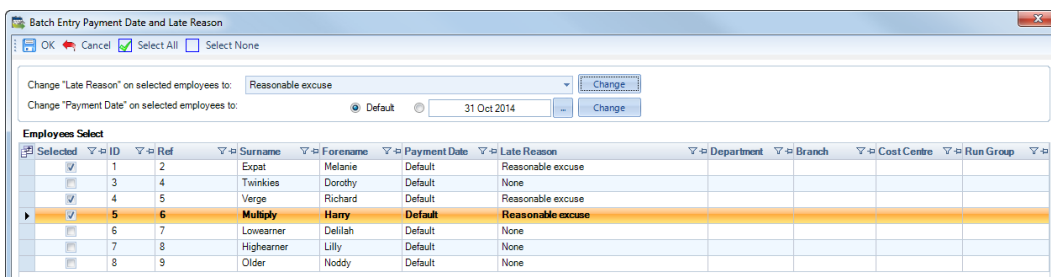 Batch Entry Payment Date and Late Reason
OK Cancel Select All Select None
Change "Late Reason" on selected employees to: Reasonable excuse Change
Change "Payment Date" on selected employees to: Default 31 Oct 2014 ... Change
Employees Select
Selected ID Ref Surname Forename Payment Date Late Reason Department Branch Cost Centre Run Group
1 2 Expat Melanie Default Reasonable excuse
3 4 Twinkies Dorothy Default None
4 5 Verge Richard Default Reasonable excuse
5 6 Multiply Harry Default Reasonable excuse
6 7 Lowearner Delilah Default None
7 8 Highearner Lilly Default None
8 9 Older Noddy Default None